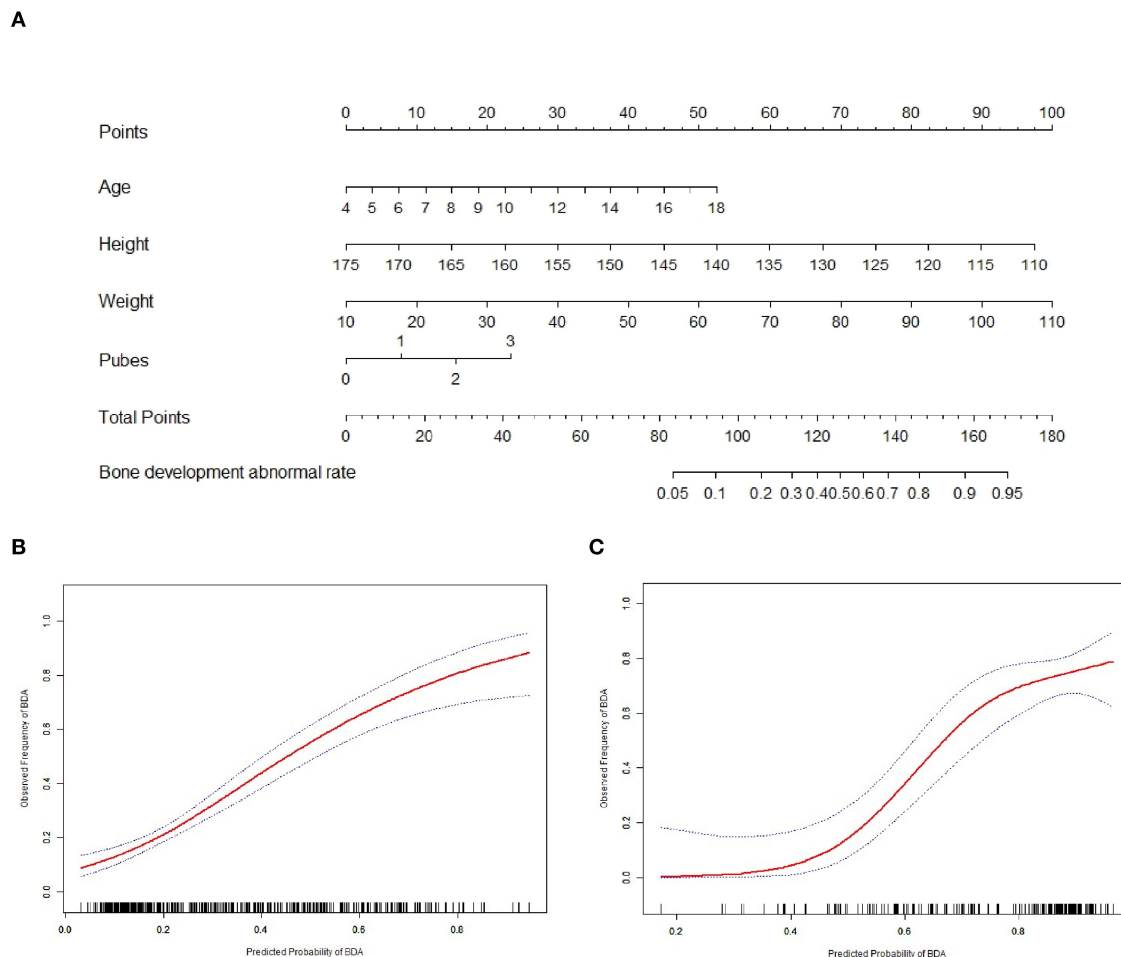 A
0 10 20 30 40 50 60 70 80 90 100
Points
Age
4 5 6 7 8 9 10 12 14 16 18
Height
175 170 165 160 155 150 145 140 135 130 125 120 115 110
Weight
10 20 30 40 50 60 70 80 90 100 110
1 3
Pubes
0 2
Total Points
0 20 40 60 80 100 120 140 160 180
Bone development abnormal rate
0.05 0.1 0.2 0.3 0.4 0.5 0.6 0.7 0.8 0.9 0.95
B
Observed Frequency of BDA
1.0
0.8
0.6
0.4
0.2
0.0
0.0 0.2 0.4 0.6 0.8
Predicted Probability of BDA
C
Observed Frequency of BDA
1.0
0.8
0.6
0.4
0.2
0.0
0.2 0.4 0.6 0.8
Predicted Probability of BDA